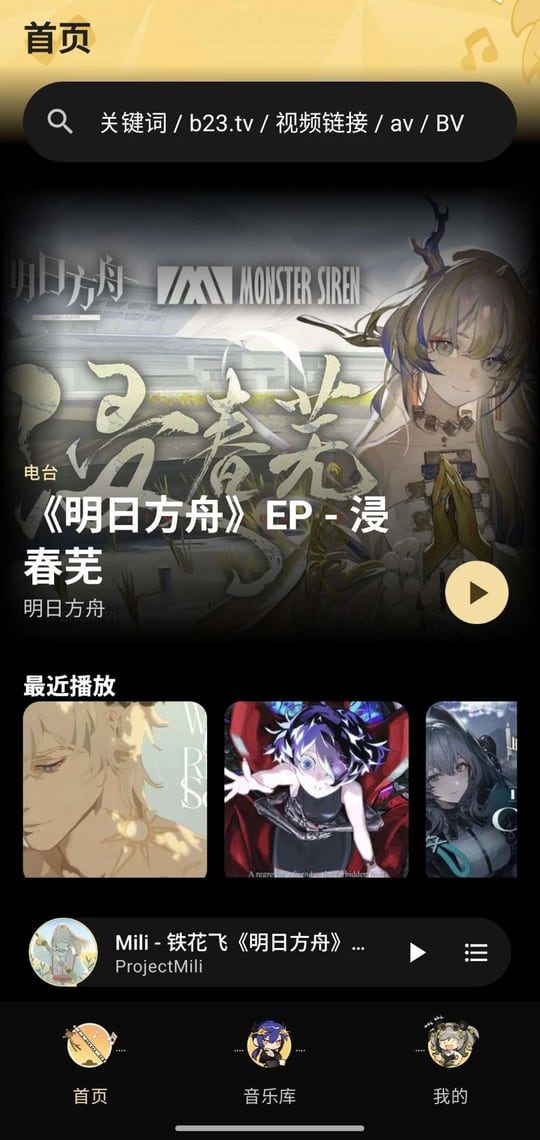 首页
关键词 / b23.tv / 视频链接 / av / BV
明日方舟
MONSTER SIREN
浸春芜
电台
《明日方舟》EP - 浸
春芜
明日方舟
最近播放
A regret
forbidden
Mili - 铁花飞《明日方舟》...
ProjectMili
首页
音乐库
我的